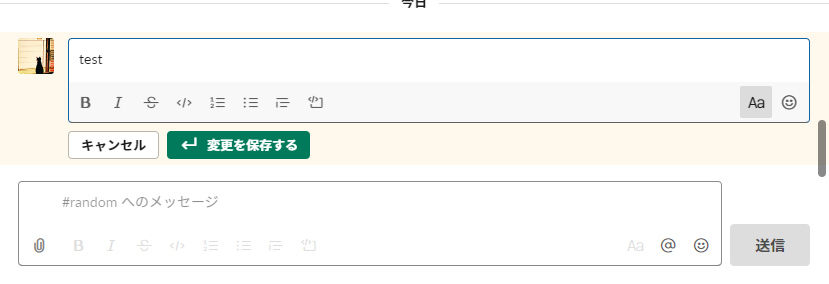 今日
test
B I S </>
Aa
キャンセル
変更を保存する
#random へのメッセージ
B I S </>
Aa @
送信